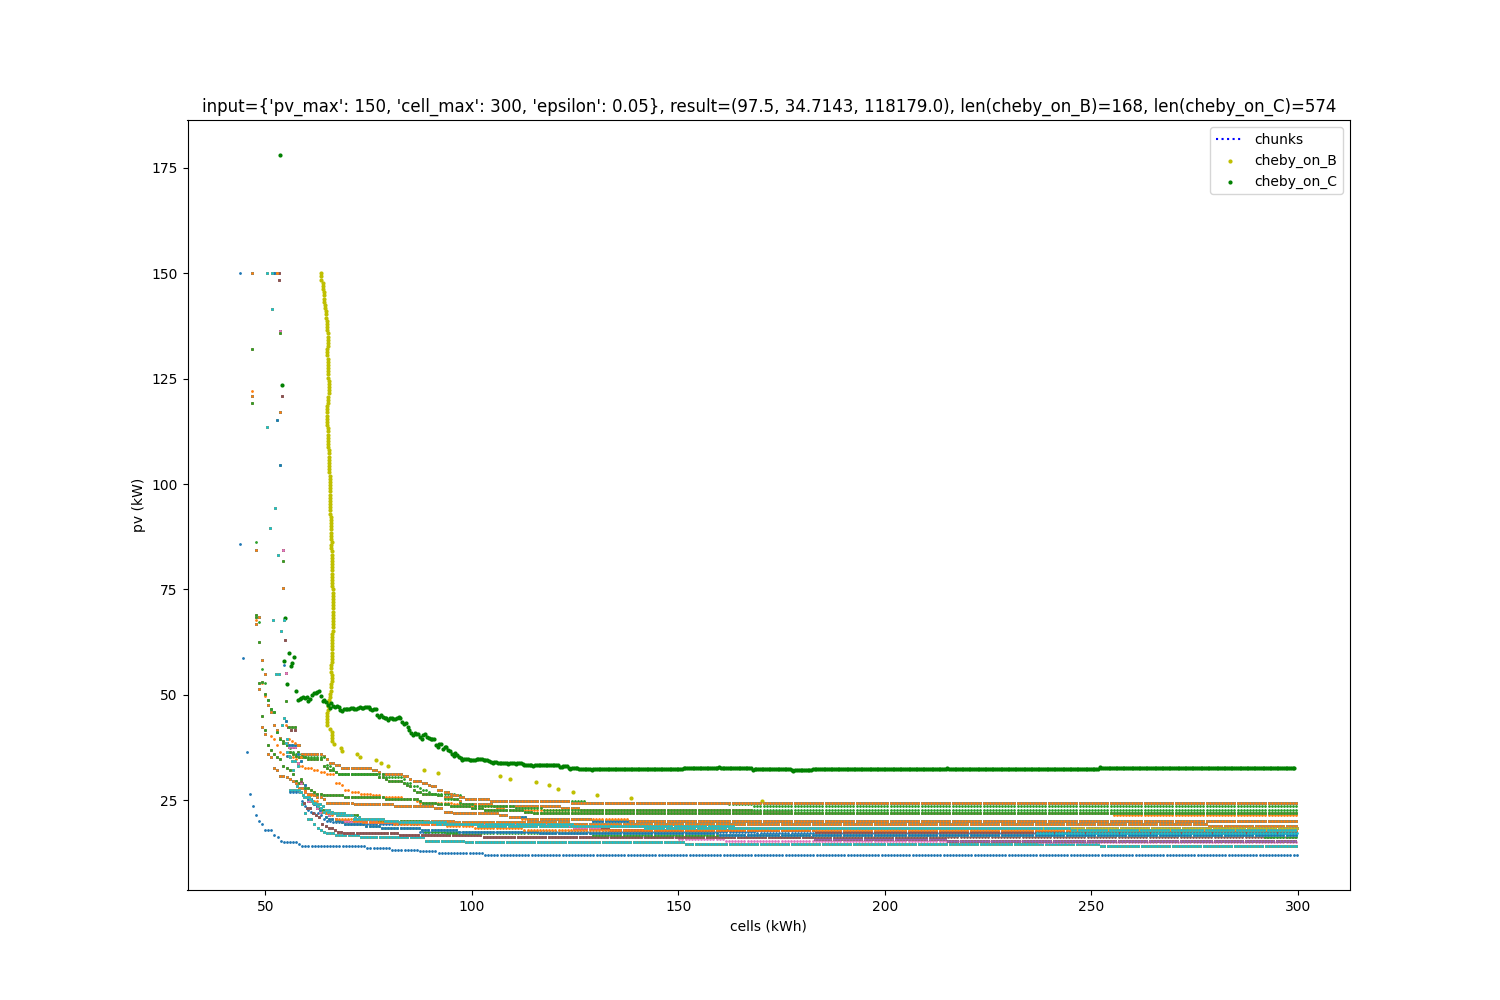 input={'pv_max': 150, 'cell_max': 300, 'epsilon': 0.05}, result=(97.5, 34.7143, 118179.0), len(cheby_on_B)=168, len(cheby_on_C)=574
chunks
cheby_on_B
cheby_on_C
175
150
125
100
75
50
25
pv (kW)
50 100 150 200 250 300
cells (kWh)